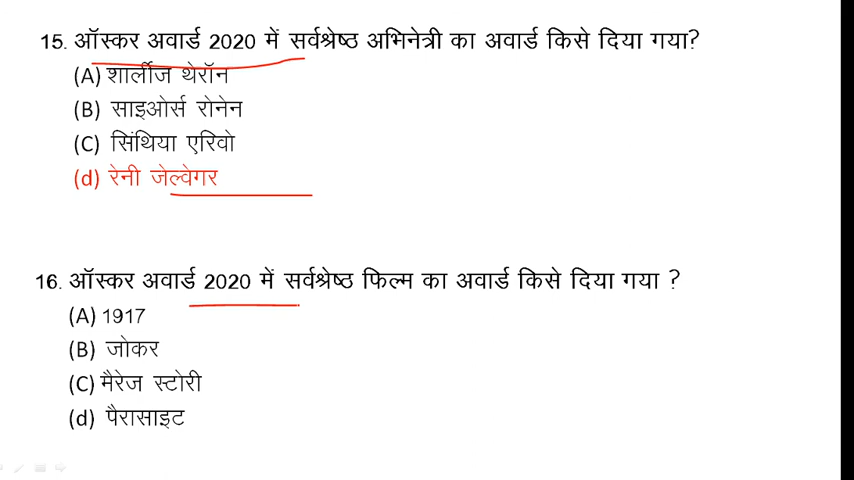 15. ऑस्कर अवार्ड 2020 में सर्वश्रेष्ठ अभिनेत्री का अवार्ड किसे दिया गया?
(A) शार्लीज थेरॉन
(B) साइओर्स रोनेन
(C) सिंथिया एरिवो
(d) रेनी जेल्वेगर
16. ऑस्कर अवार्ड 2020 में सर्वश्रेष्ठ फिल्म का अवार्ड किसे दिया गया ?
(A) 1917
(B) जोकर
(C) मैरेज स्टोरी
(d) पैरासाइट